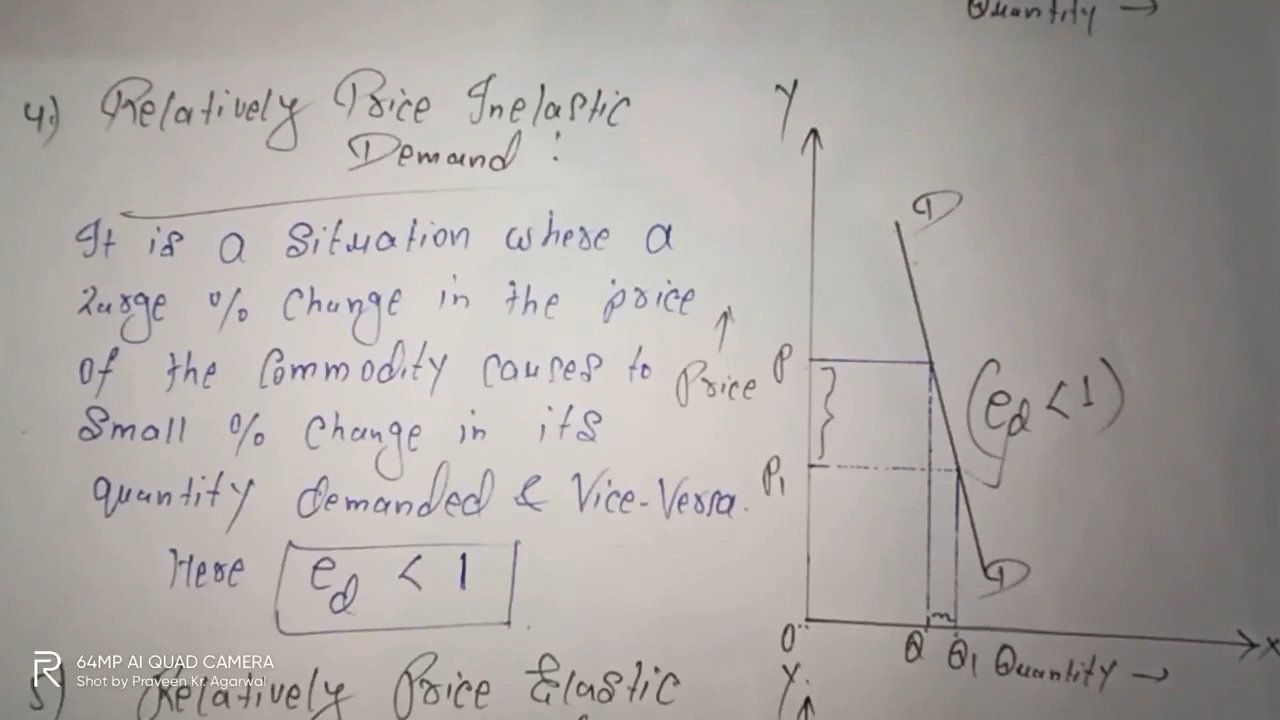 Quantity →
4.) Relatively Price Inelastic
Demand :
It is a Situation where a
Large % Change in the price
of the Commodity causes to
Small % Change in its
quantity demanded & Vice-Versa.
Here ed < 1
Y
D
↑
Price
P
P1
(ed < 1)
D
O
Q
Q1
Quantity →
X
5) Relatively Price Elastic
Y
64MP AI QUAD CAMERA
Shot by Praveen Kr. Agarwal